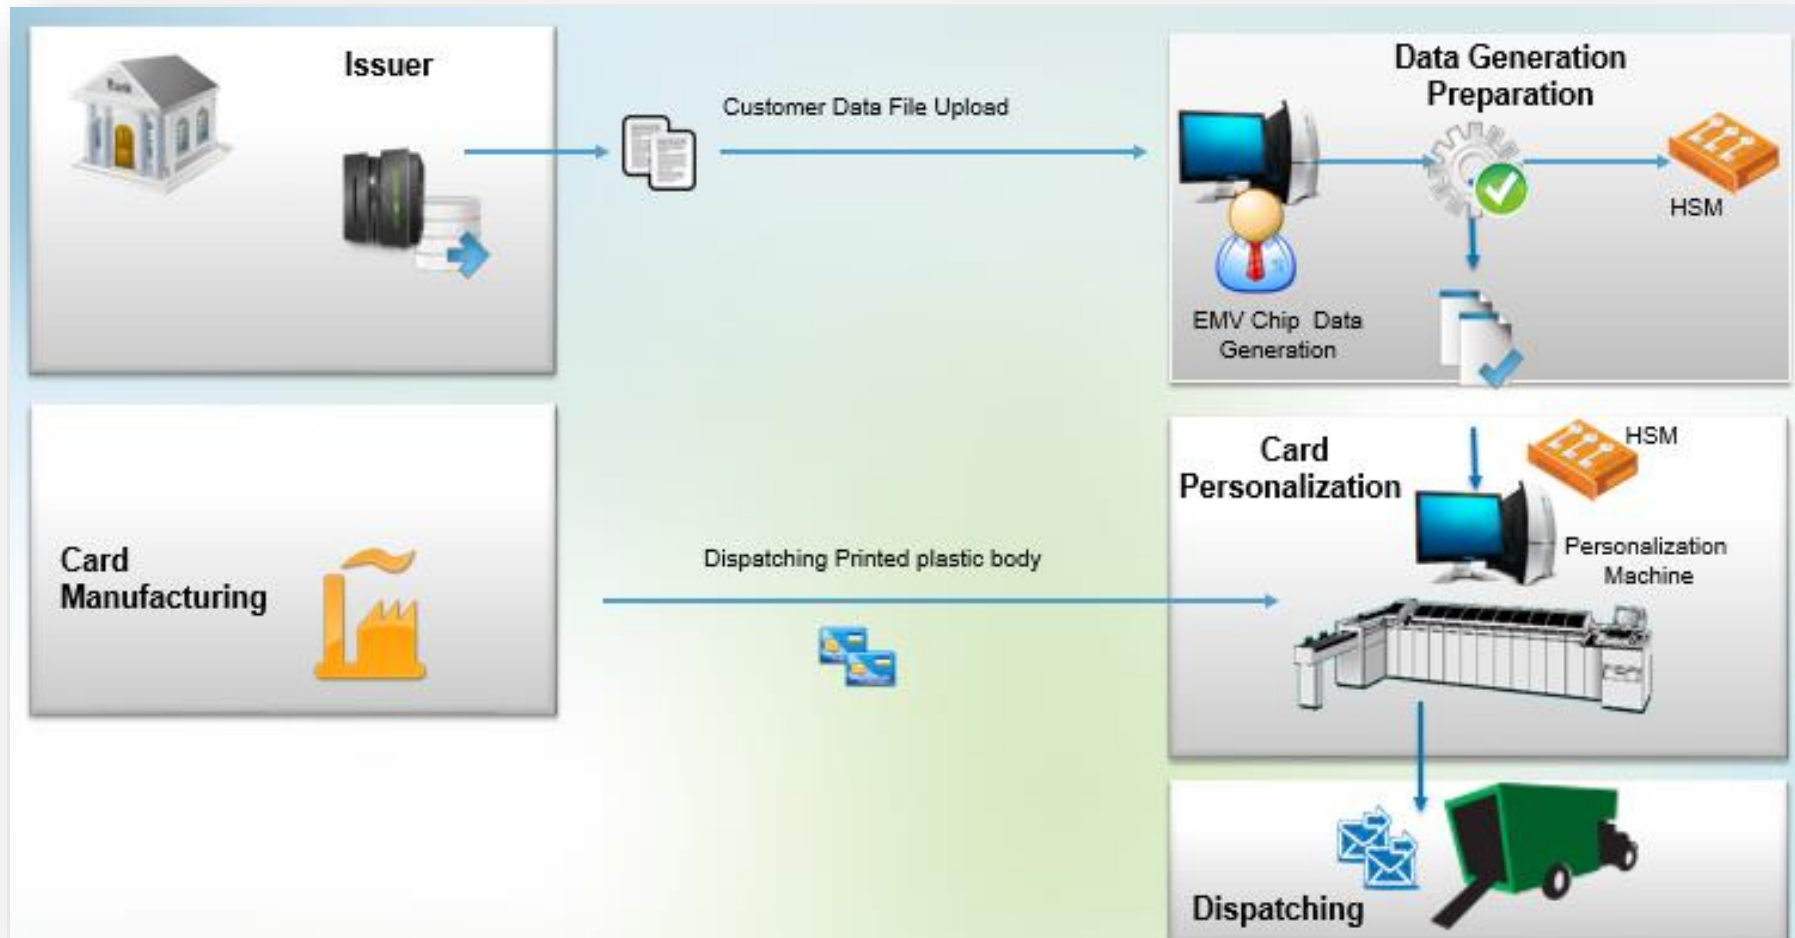 Bank
Issuer
Customer Data File Upload
Data Generation
Preparation
HSM
EMV Chip Data
Generation
Card
Manufacturing
Dispatching Printed plastic body
Card
Personalization
HSM
Personalization
Machine
Dispatching